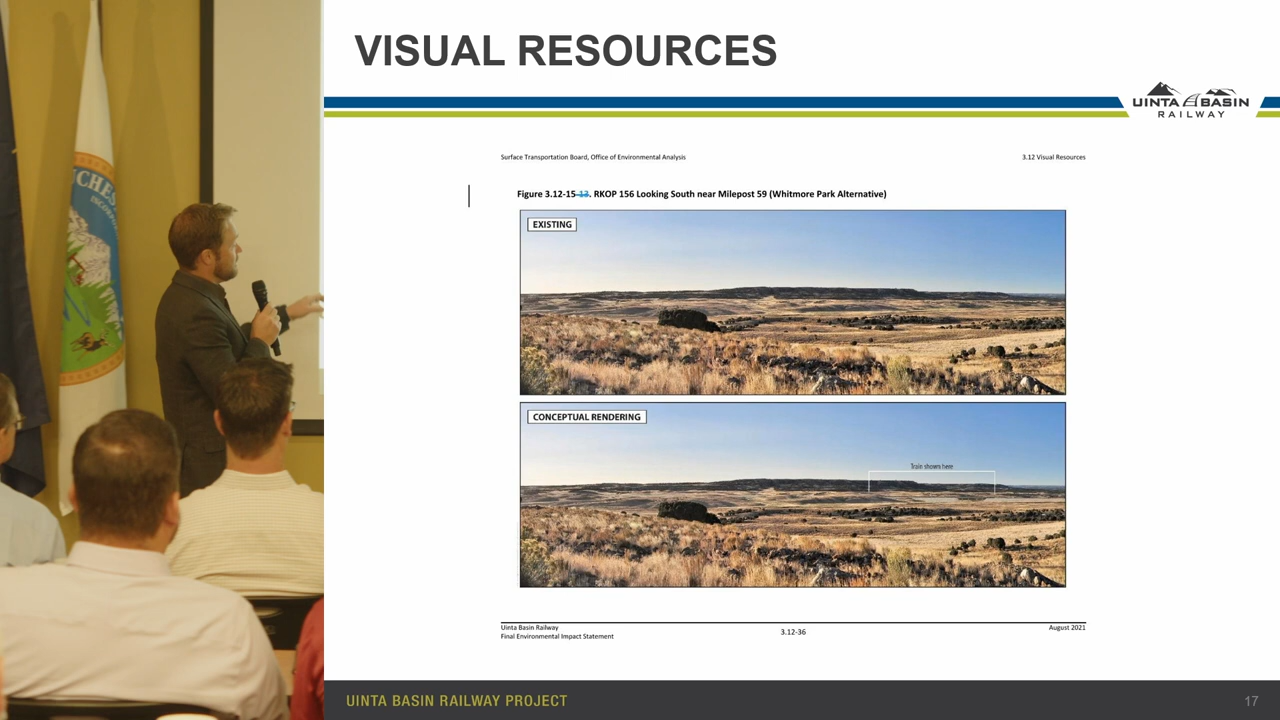 VISUAL RESOURCES
UINTA BASIN
RAILWAY
Surface Transportation Board, Office of Environmental Analysis
3.12 Visual Resources
Figure 3.12-15-13. RKOP 156 Looking South near Milepost 59 (Whitmore Park Alternative)
EXISTING
CONCEPTUAL RENDERING
Train shown here
Uinta Basin Railway
Final Environmental Impact Statement
3.12-36
August 2021
UINTA BASIN RAILWAY PROJECT
17